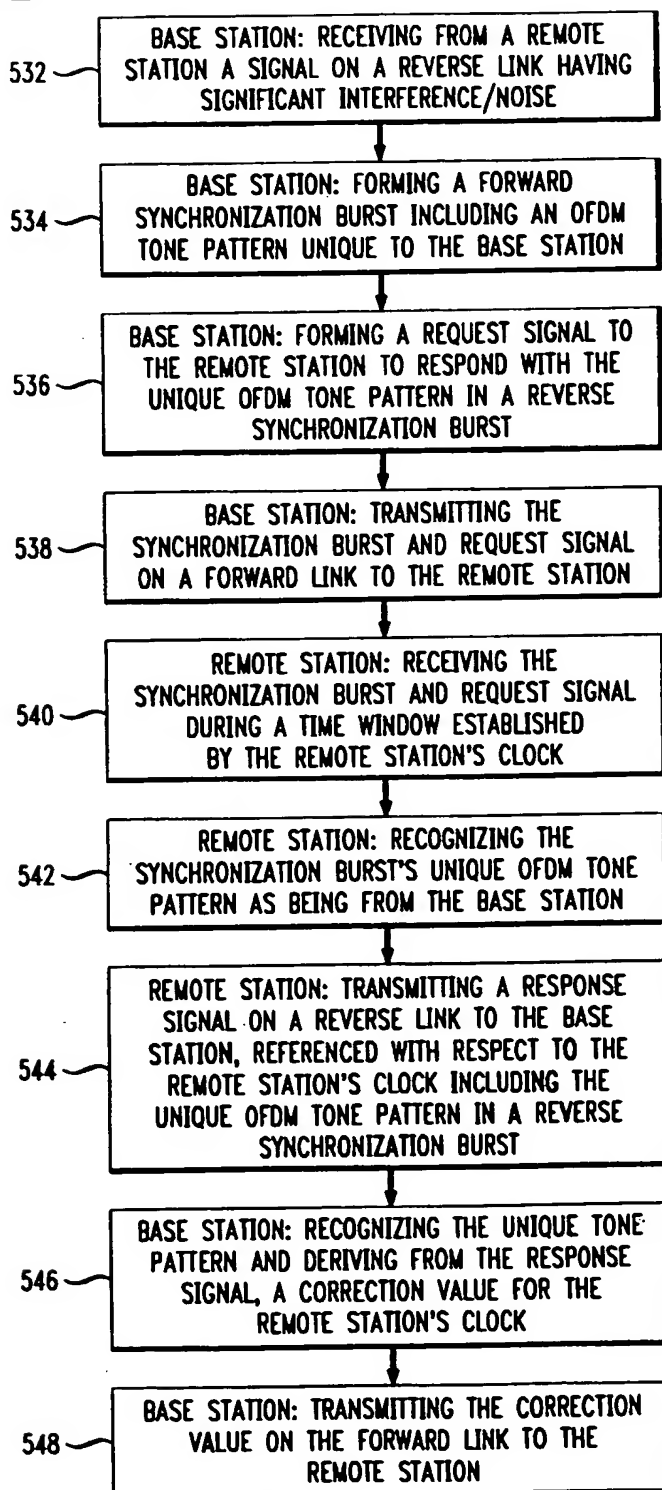 532
BASE STATION: RECEIVING FROM A REMOTE
STATION A SIGNAL ON A REVERSE LINK HAVING
SIGNIFICANT INTERFERENCE/NOISE
534
BASE STATION: FORMING A FORWARD
SYNCHRONIZATION BURST INCLUDING AN OFDM
TONE PATTERN UNIQUE TO THE BASE STATION
536
BASE STATION: FORMING A REQUEST SIGNAL TO
THE REMOTE STATION TO RESPOND WITH THE
UNIQUE OFDM TONE PATTERN IN A REVERSE
SYNCHRONIZATION BURST
538
BASE STATION: TRANSMITTING THE
SYNCHRONIZATION BURST AND REQUEST SIGNAL
ON A FORWARD LINK TO THE REMOTE STATION
540
REMOTE STATION: RECEIVING THE
SYNCHRONIZATION BURST AND REQUEST SIGNAL
DURING A TIME WINDOW ESTABLISHED
BY THE REMOTE STATION'S CLOCK
542
REMOTE STATION: RECOGNIZING THE
SYNCHRONIZATION BURST'S UNIQUE OFDM TONE
PATTERN AS BEING FROM THE BASE STATION
544
REMOTE STATION: TRANSMITTING A RESPONSE
SIGNAL ON A REVERSE LINK TO THE BASE
STATION, REFERENCED WITH RESPECT TO THE
REMOTE STATION'S CLOCK INCLUDING THE
UNIQUE OFDM TONE PATTERN IN A REVERSE
SYNCHRONIZATION BURST
546
BASE STATION: RECOGNIZING THE UNIQUE TONE
PATTERN AND DERIVING FROM THE RESPONSE
SIGNAL, A CORRECTION VALUE FOR THE
REMOTE STATION'S CLOCK
548
BASE STATION: TRANSMITTING THE CORRECTION
VALUE ON THE FORWARD LINK TO THE
REMOTE STATION